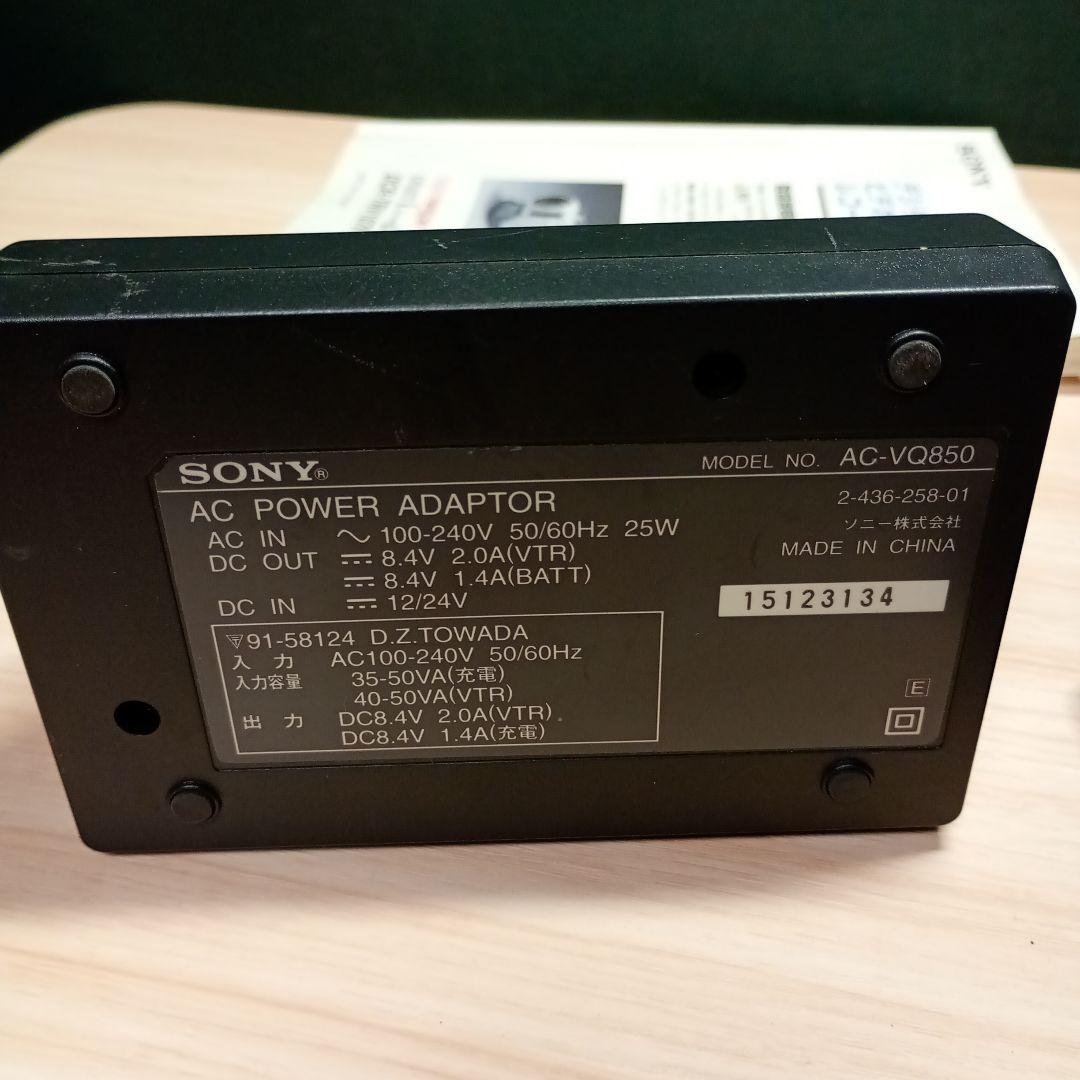 SONY
SONY®
MODEL NO. AC-VQ850
AC POWER ADAPTOR
2-436-258-01
AC IN ~ 100-240V 50/60Hz 25W
ソニー株式会社
DC OUT ⎓ 8.4V 2.0A(VTR)
MADE IN CHINA
⎓ 8.4V 1.4A(BATT)
DC IN ⎓ 12/24V
15123134
91-58124 D.Z.TOWADA
入力 AC100-240V 50/60Hz
入力容量 35-50VA(充電)
40-50VA(VTR)
出力 DC8.4V 2.0A(VTR)
DC8.4V 1.4A(充電)
E